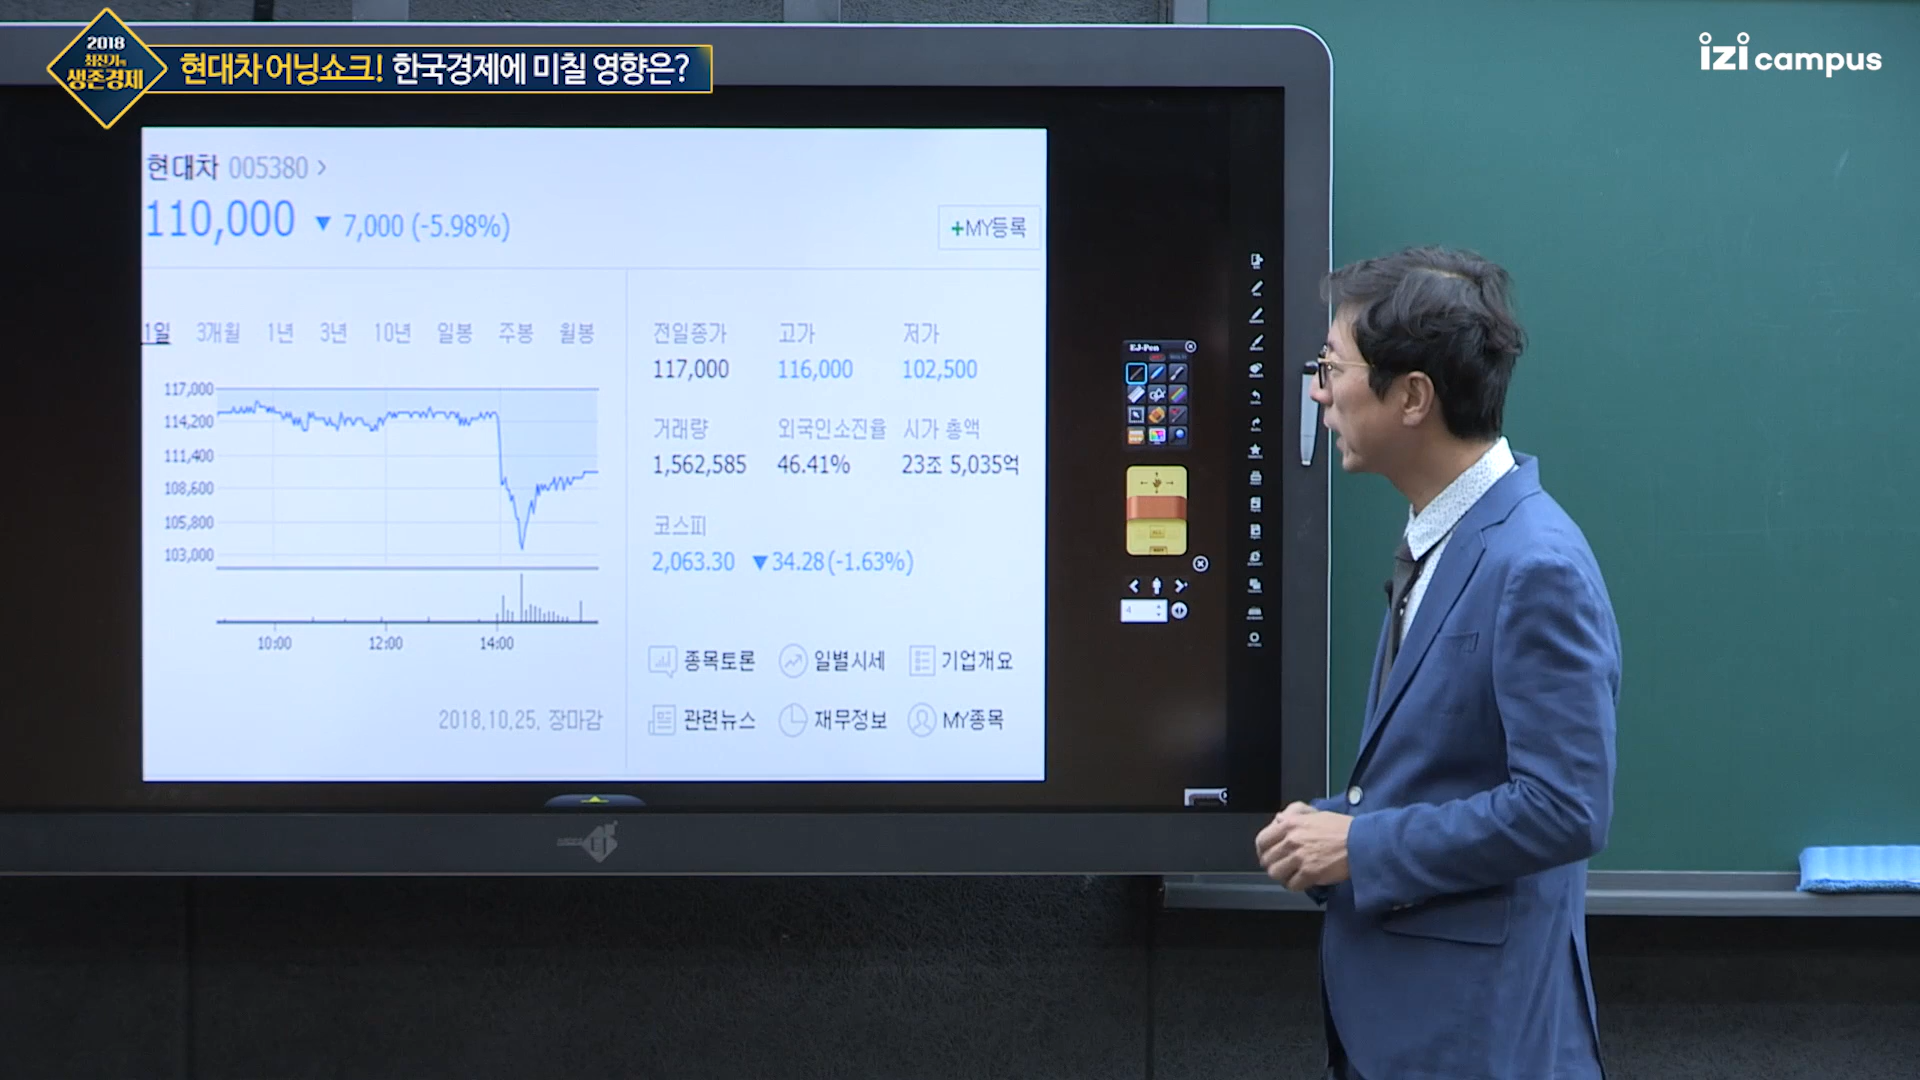 2018
최진기의
생존경제
현대차 어닝쇼크! 한국경제에 미칠 영향은?
izi campus
현대차 005380 >
110,000 ▼ 7,000 (-5.98%)
+MY등록
1일 3개월 1년 3년 10년 일봉 주봉 월봉
117,000
114,200
111,400
108,600
105,800
103,000
10:00 12:00 14:00
2018.10.25. 장마감
전일종가 고가 저가
117,000 116,000 102,500
거래량 외국인소진율 시가 총액
1,562,585 46.41% 23조 5,035억
코스피
2,063.30 ▼34.28(-1.63%)
종목토론 일별시세 기업개요
관련뉴스 재무정보 MY종목
EJ-Pen
4